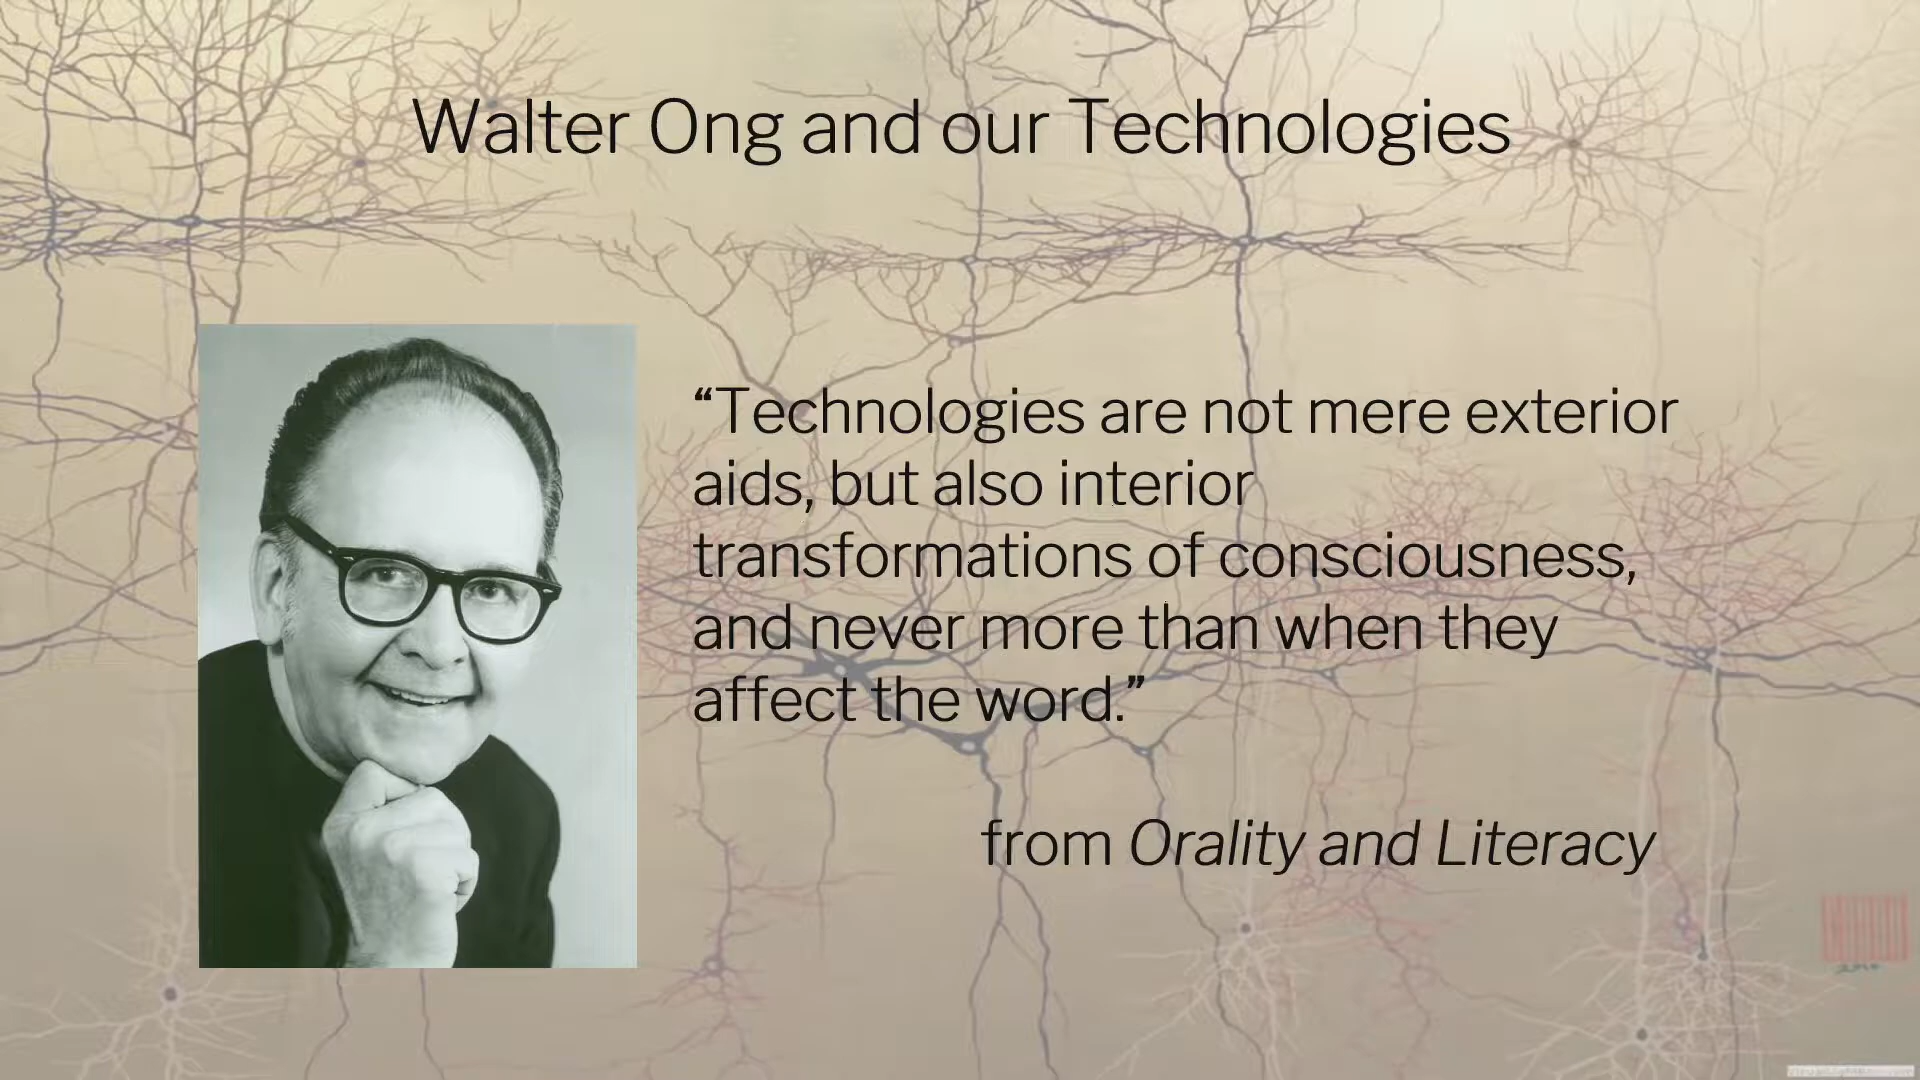 Walter Ong and our Technologies
“Technologies are not mere exterior
aids, but also interior
transformations of consciousness,
and never more than when they
affect the word.”
from Orality and Literacy